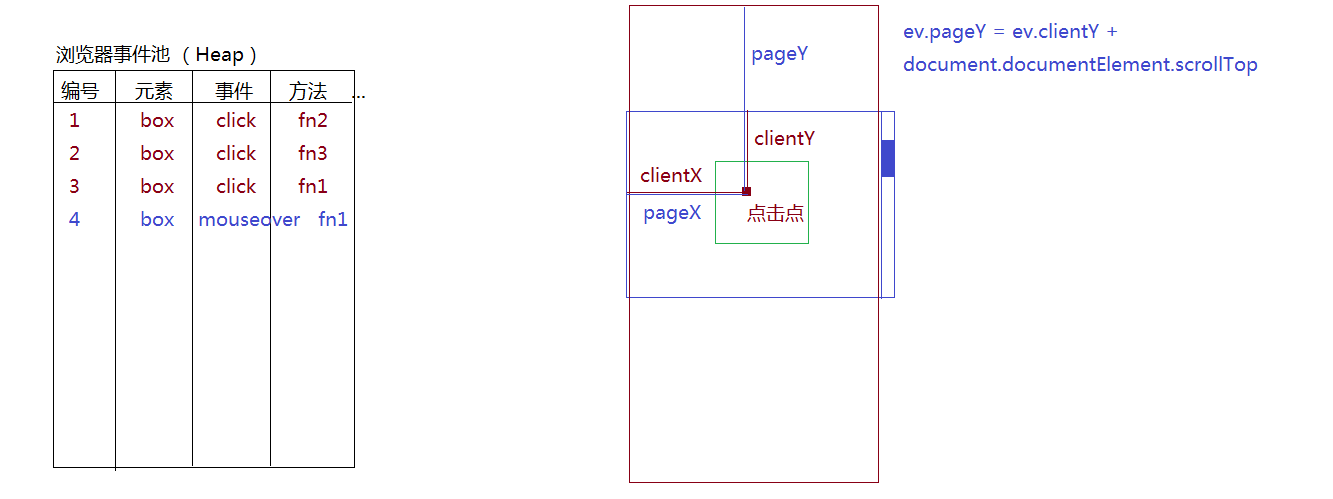 浏览器事件池 （ Heap ）
编号 元素 事件 方法 ...
1 box click fn2
2 box click fn3
3 box click fn1
4 box mouseover fn1
pageY
clientY
clientX
pageX
点击点
ev.pageY = ev.clientY +
document.documentElement.scrollTop